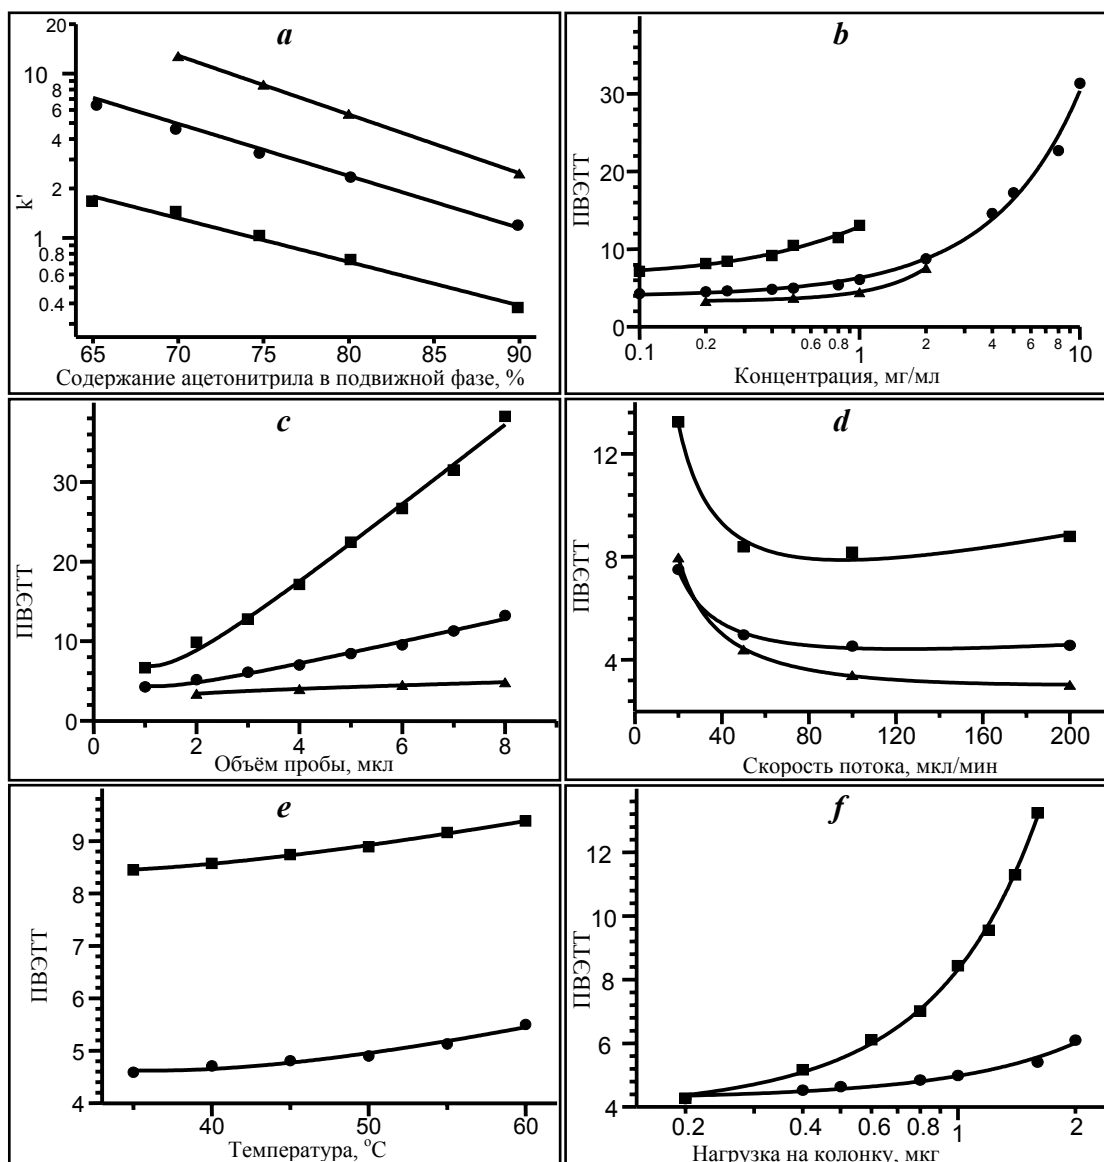 a
20
10
8
6
4
2
1
0.8
0.6
0.4
k'
65 70 75 80 85 90
Содержание ацетонитрила в подвижной фазе, %
b
30
20
10
0
ПВЭТТ
0.1 0.2 0.6 0.8 1 2 4 6 8 10
Концентрация, мг/мл
c
30
20
10
0
ПВЭТТ
0 2 4 6 8
Объём пробы, мкл
d
12
8
4
ПВЭТТ
0 40 80 120 160 200
Скорость потока, мкл/мин
e
9
8
7
6
5
4
ПВЭТТ
40 50 60
Температура, °С
f
12
10
8
6
4
ПВЭТТ
0.2 0.4 0.6 0.8 1 2
Нагрузка на колонку, мкг